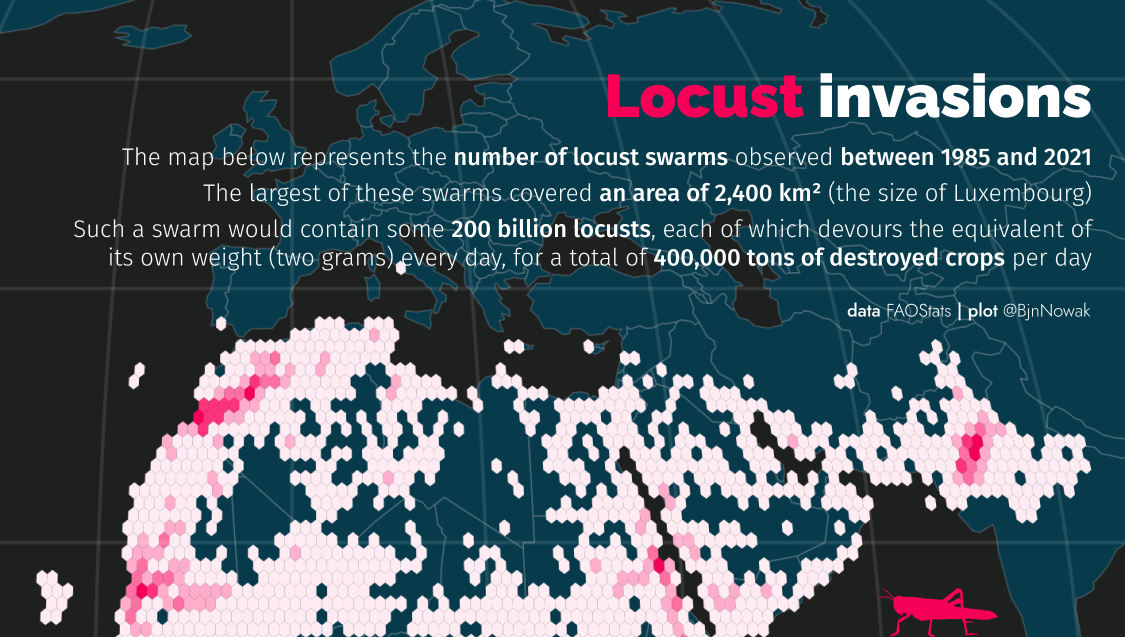 Locust invasions
The map below represents the number of locust swarms observed between 1985 and 2021
The largest of these swarms covered an area of 2,400 km² (the size of Luxembourg)
Such a swarm would contain some 200 billion locusts, each of which devours the equivalent of
its own weight (two grams) every day, for a total of 400,000 tons of destroyed crops per day
data FAOStats | plot @BjnNowak